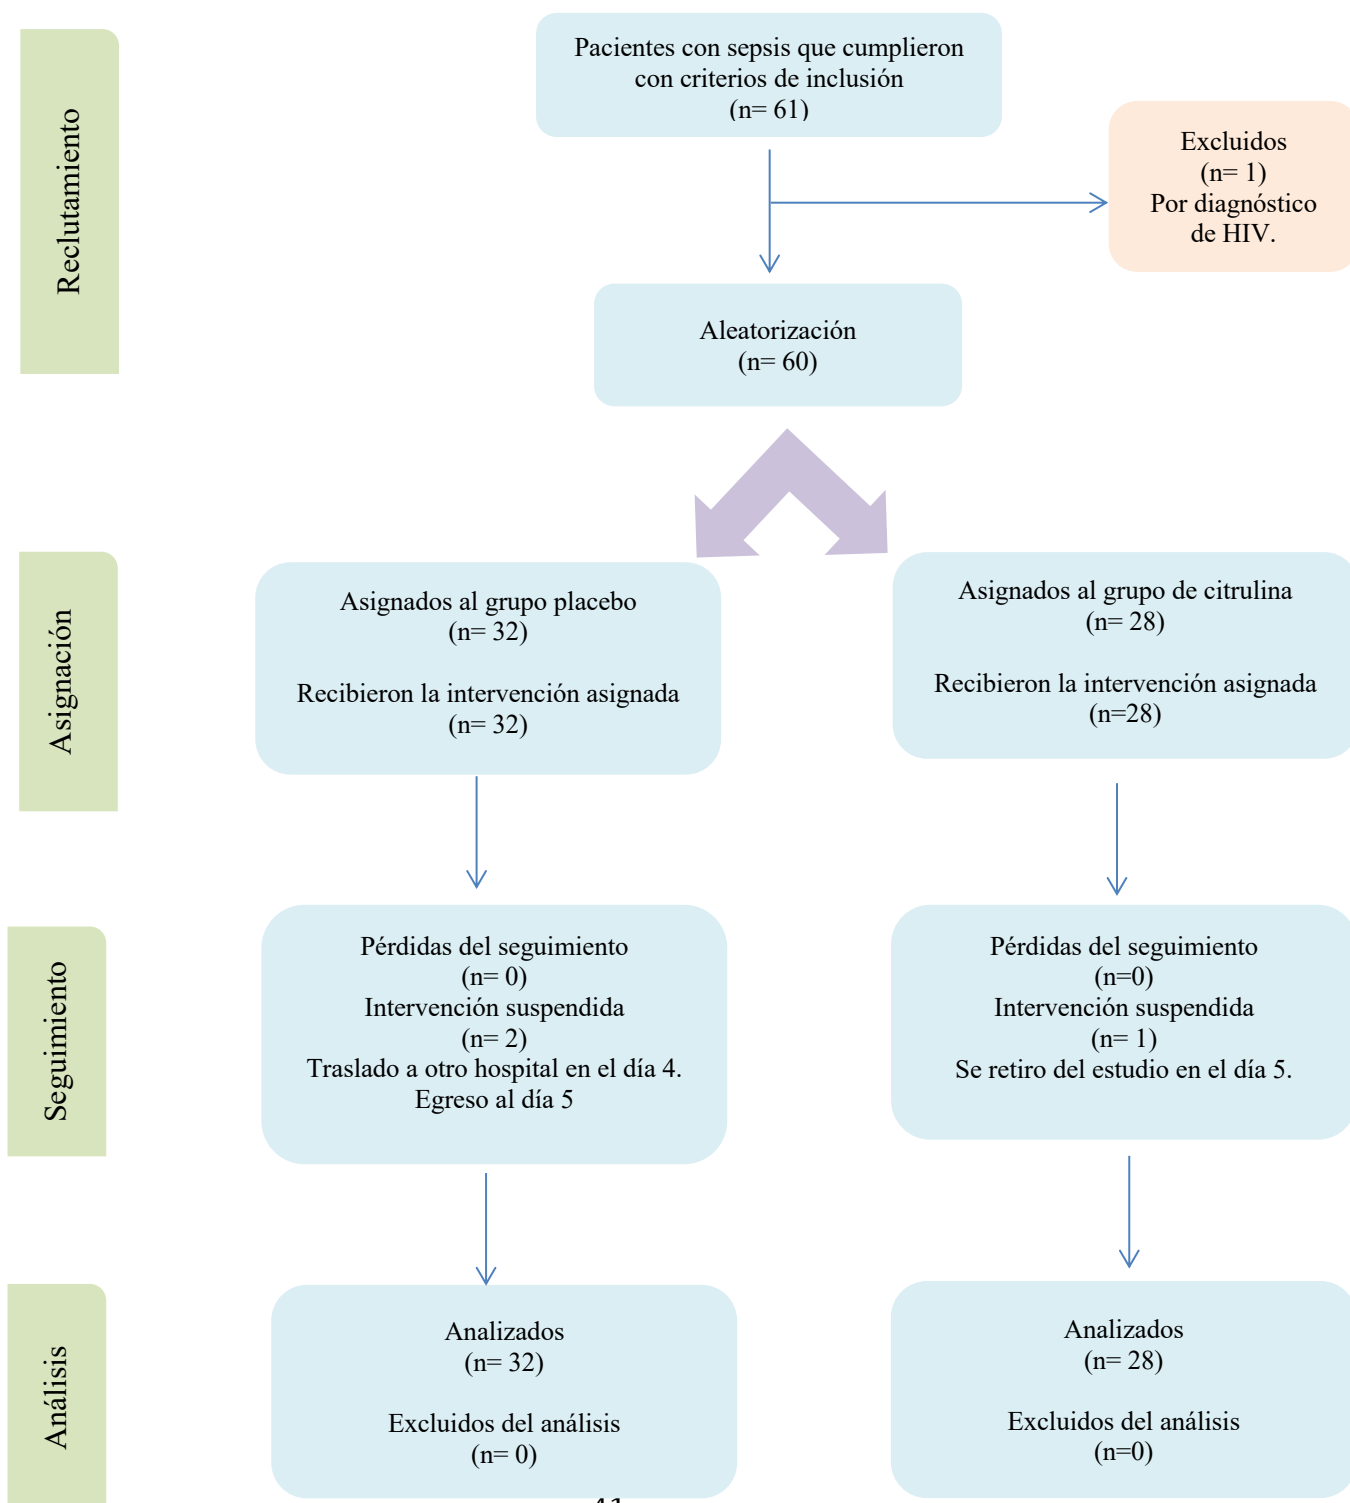 Reclutamiento
Pacientes con sepsis que cumplieron
con criterios de inclusión
(n= 61)
Excluidos
(n= 1)
Por diagnóstico
de HIV.
Aleatorización
(n= 60)
Asignación
Asignados al grupo placebo
(n= 32)
Recibieron la intervención asignada
(n= 32)
Asignados al grupo de citrulina
(n= 28)
Recibieron la intervención asignada
(n=28)
Seguimiento
Pérdidas del seguimiento
(n= 0)
Intervención suspendida
(n= 2)
Traslado a otro hospital en el día 4.
Egreso al día 5
Pérdidas del seguimiento
(n=0)
Intervención suspendida
(n= 1)
Se retiro del estudio en el día 5.
Análisis
Analizados
(n= 32)
Excluidos del análisis
(n= 0)
Analizados
(n= 28)
Excluidos del análisis
(n=0)
41